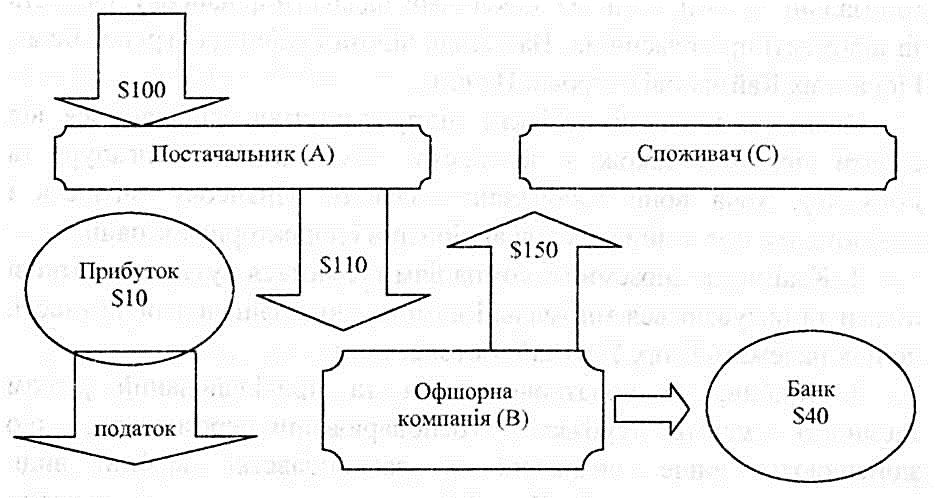 $100
Постачальник (А)
Споживач (С)
Прибуток
$10
$110
$150
податок
Офшорна
компанія (В)
Банк
$40